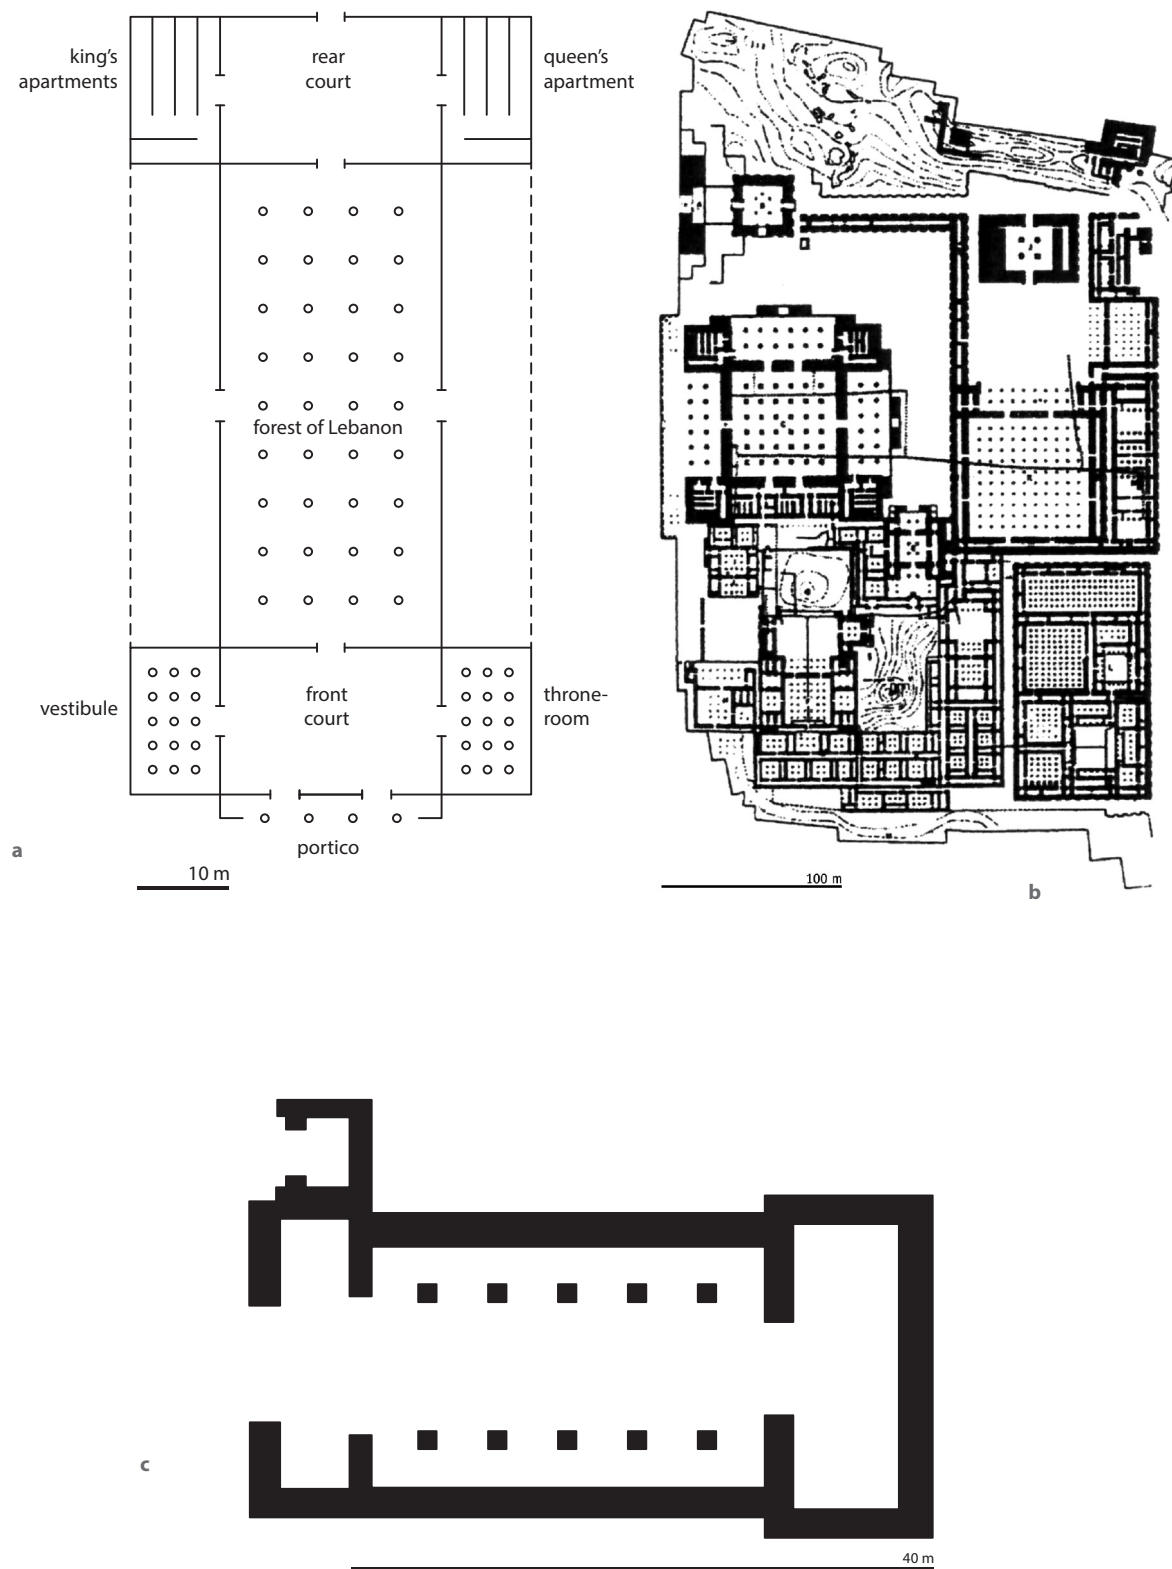 king's
apartments
rear
court
queen's
apartment
forest of Lebanon
vestibule
front
court
throne-
room
portico
a
10 m
100 m
b
c
40 m